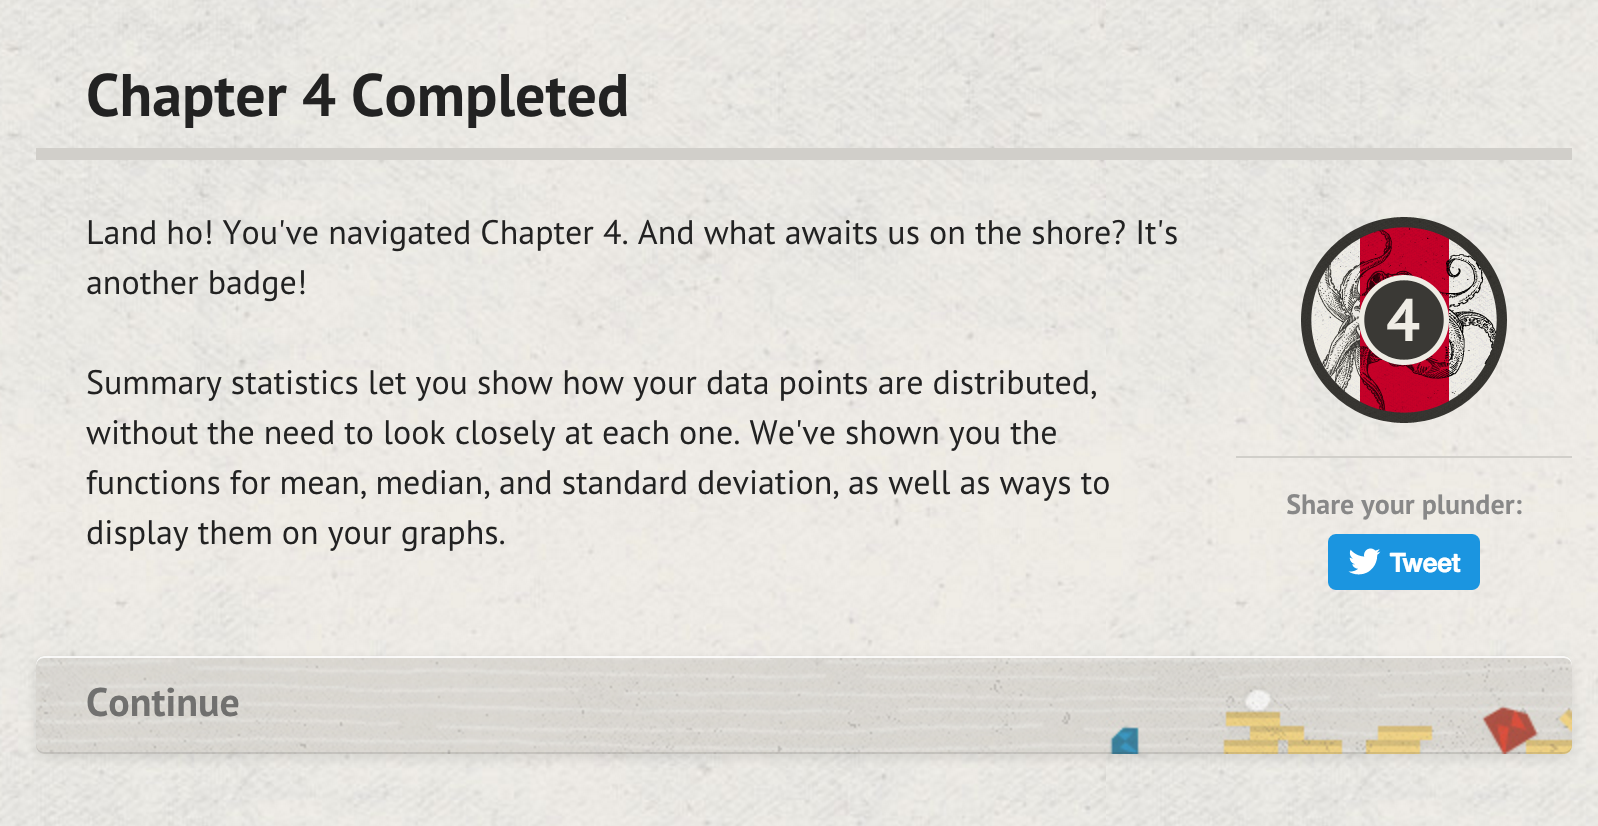 Chapter 4 Completed
Land ho! You've navigated Chapter 4. And what awaits us on the shore? It's
another badge!
4
Summary statistics let you show how your data points are distributed,
without the need to look closely at each one. We've shown you the
functions for mean, median, and standard deviation, as well as ways to
display them on your graphs.
Share your plunder:
Tweet
Continue